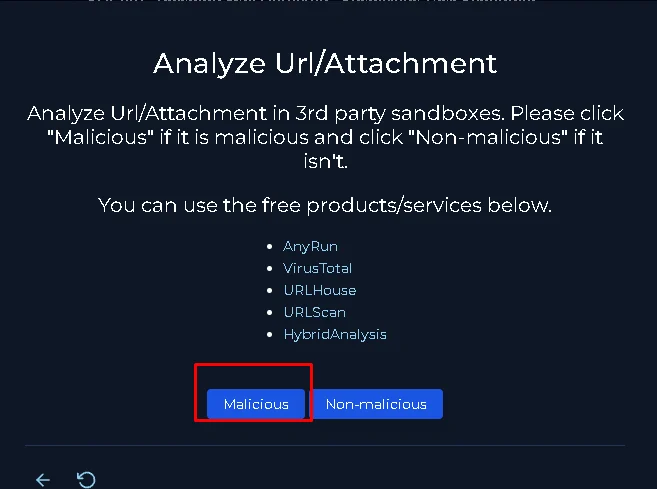 Analyze Url/Attachment
Analyze Url/Attachment in 3rd party sandboxes. Please click
"Malicious" if it is malicious and click "Non-malicious" if it
isn't.
You can use the free products/services below.
AnyRun
VirusTotal
URLHouse
URLScan
HybridAnalysis
Malicious Non-malicious